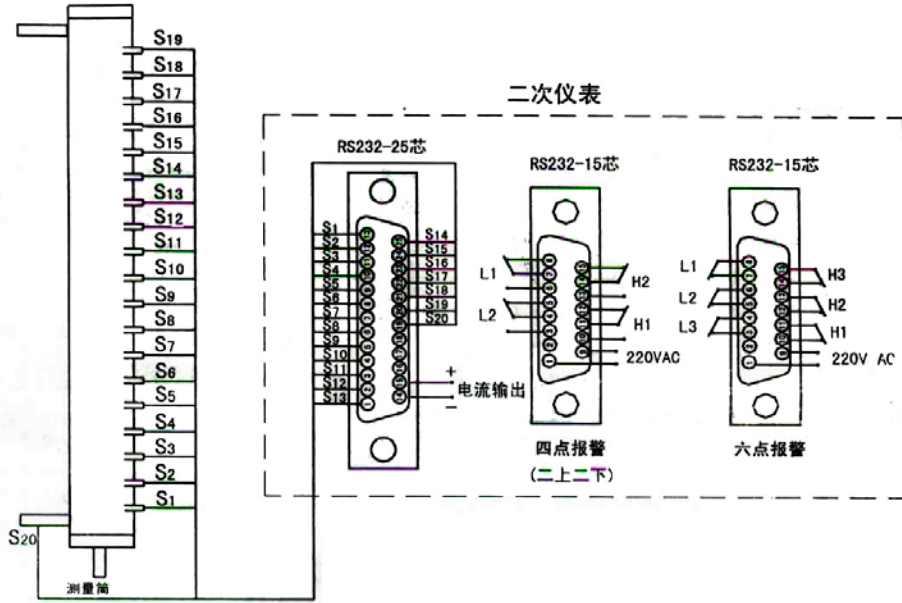 S19
S18
S17
S16
S15
S14
S13
S12
S11
S10
S9
S8
S7
S6
S5
S4
S3
S2
S1
S20
测量筒
二次仪表
RS232-25芯
S1
S2
S3
S4
S5
S6
S7
S8
S9
S10
S11
S12
S13
S14
S15
S16
S17
S18
S19
S20
+
电流输出
−
RS232-15芯
L1
L2
H2
H1
220VAC
四点报警
(二上二下)
RS232-15芯
L1
L2
L3
H3
H2
H1
220V AC
六点报警